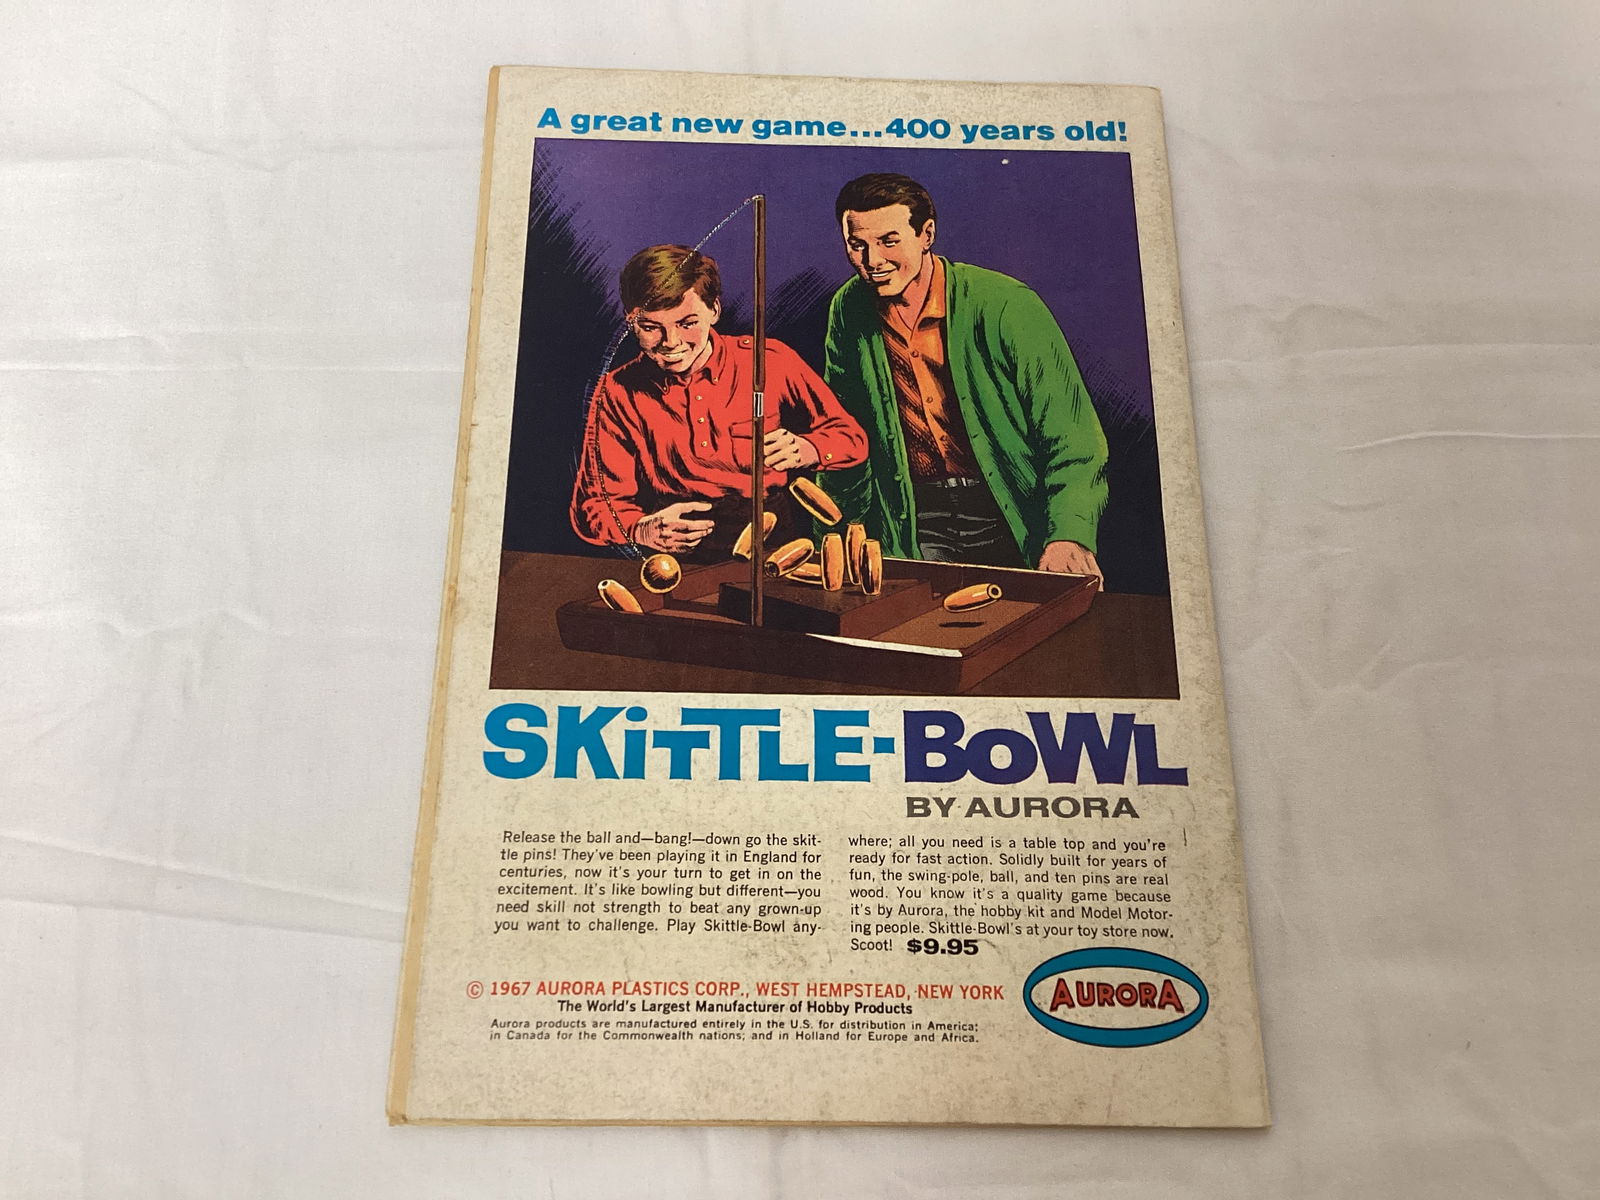 A great new game...400 years old!
SKiTTLE-BoWL
BY AURORA
Release the ball and—bang!—down go the skit-
tle pins! They've been playing it in England for
centuries, now it's your turn to get in on the
excitement. It's like bowling but different—you
need skill not strength to beat any grown-up
you want to challenge. Play Skittle-Bowl any-
where; all you need is a table top and you're
ready for fast action. Solidly built for years of
fun, the swing-pole, ball, and ten pins are real
wood. You know it's a quality game because
it's by Aurora, the hobby kit and Model Motor-
ing people. Skittle-Bowl's at your toy store now.
Scoot! $9.95
© 1967 AURORA PLASTICS CORP., WEST HEMPSTEAD, NEW YORK
The World's Largest Manufacturer of Hobby Products
Aurora products are manufactured entirely in the U.S. for distribution in America;
in Canada for the Commonwealth nations; and in Holland for Europe and Africa.
AURORA